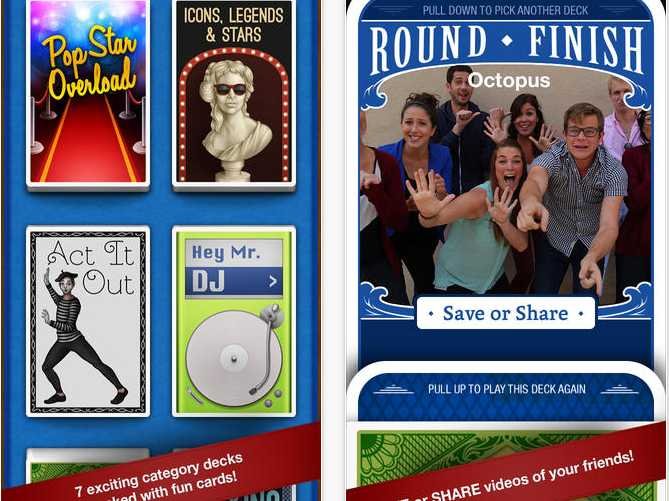 Pop Star
Overload
ICONS, LEGENDS
& STARS
Act It
Out
Hey Mr.
DJ >
7 exciting category decks
with fun cards!
PULL DOWN TO PICK ANOTHER DECK
ROUND • FINISH
Octopus
• Save or Share •
PULL UP TO PLAY THIS DECK AGAIN
or SHARE videos of your friends!